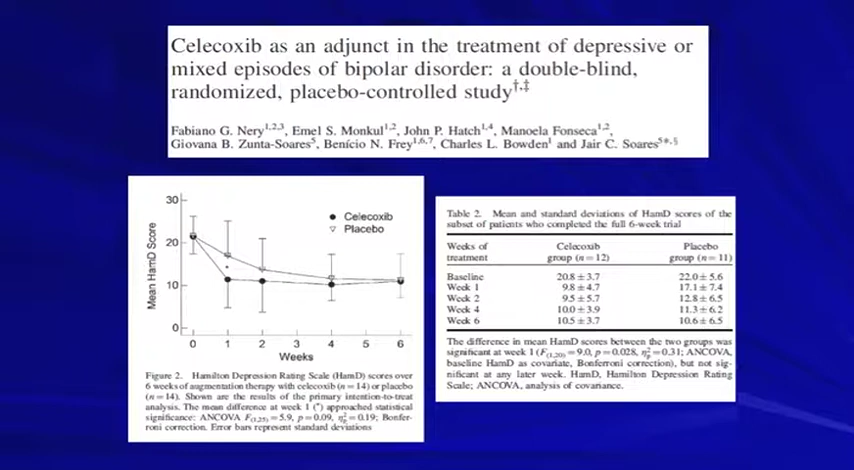 Celecoxib as an adjunct in the treatment of depressive or
mixed episodes of bipolar disorder: a double-blind,
randomized, placebo-controlled study†,‡
Fabiano G. Nery1,2,3, Emel S. Monkul1,2, John P. Hatch1,4, Manoela Fonseca1,2,
Giovana B. Zunta-Soares5, Benício N. Frey1,6,7, Charles L. Bowden1 and Jair C. Soares5*,§
30
20
10
0
Mean HamD Score
Celecoxib
Placebo
*
0 1 2 3 4 5 6
Weeks
Figure 2. Hamilton Depression Rating Scale (HamD) scores over
6 weeks of augmentation therapy with celecoxib (n = 14) or placebo
(n = 14). Shown are the results of the primary intention-to-treat
analysis. The mean difference at week 1 (*) approached statistical
significance: ANCOVA F(1,25) = 5.9, p = 0.09, η²p = 0.19; Bonfer-
roni correction. Error bars represent standard deviations
Table 2. Mean and standard deviations of HamD scores of the
subset of patients who completed the full 6-week trial
Weeks of treatment Celecoxib group (n = 12) Placebo group (n = 11)
Baseline 20.8 ± 3.7 22.0 ± 5.6
Week 1 9.8 ± 4.7 17.1 ± 7.4
Week 2 9.5 ± 5.7 12.8 ± 6.5
Week 4 10.0 ± 3.9 11.3 ± 6.2
Week 6 10.5 ± 3.7 10.6 ± 6.5
The difference in mean HamD scores between the two groups was
significant at week 1 (F(1,20) = 9.0, p = 0.028, η²p = 0.31; ANCOVA,
baseline HamD as covariate, Bonferroni correction), but not sig-
nificant at any later week. HamD, Hamilton Depression Rating
Scale; ANCOVA, analysis of covariance.